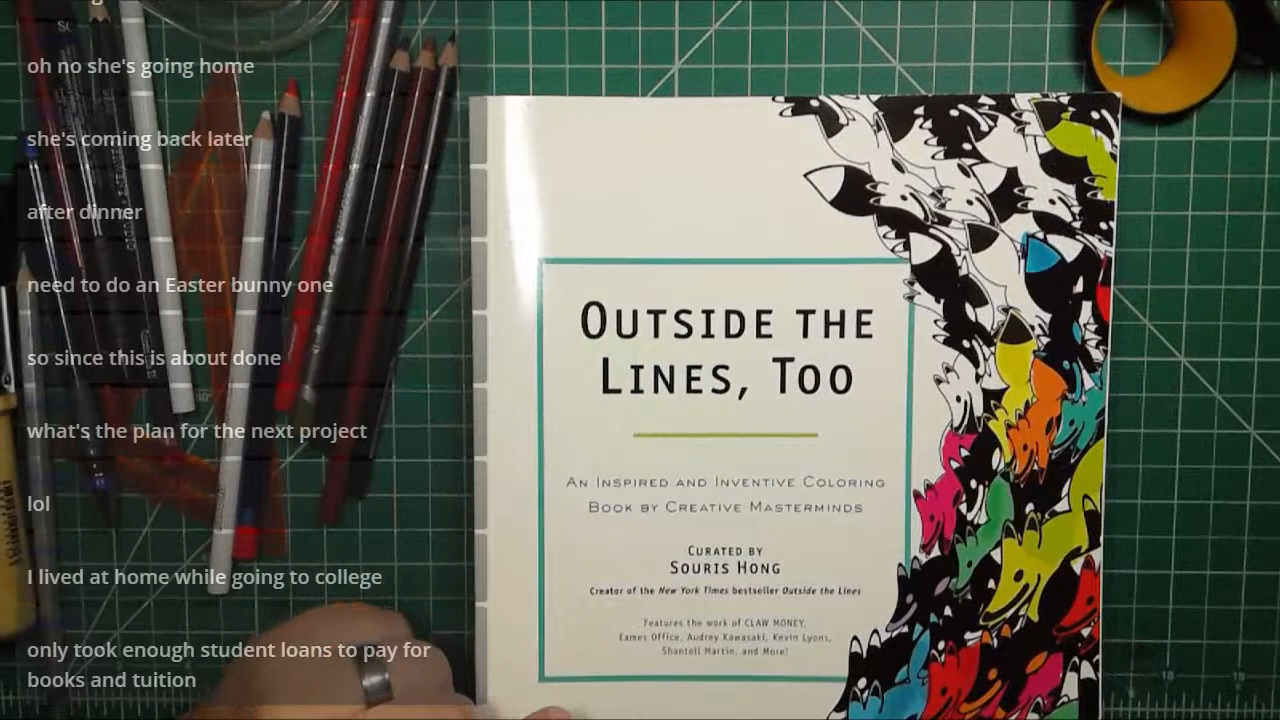 oh no she's going home
she's coming back later
after dinner
need to do an Easter bunny one
so since this is about done
what's the plan for the next project
lol
I lived at home while going to college
only took enough student loans to pay for
books and tuition
OUTSIDE THE
LINES, TOO
AN INSPIRED AND INVENTIVE COLORING
BOOK BY CREATIVE MASTERMINDS
CURATED BY
SOURIS HONG
Creator of the New York Times bestseller Outside the Lines
Features the work of CLAW MONEY,
Eames Office, Audrey Kawasaki, Kevin Lyons,
Shantell Martin, and More!